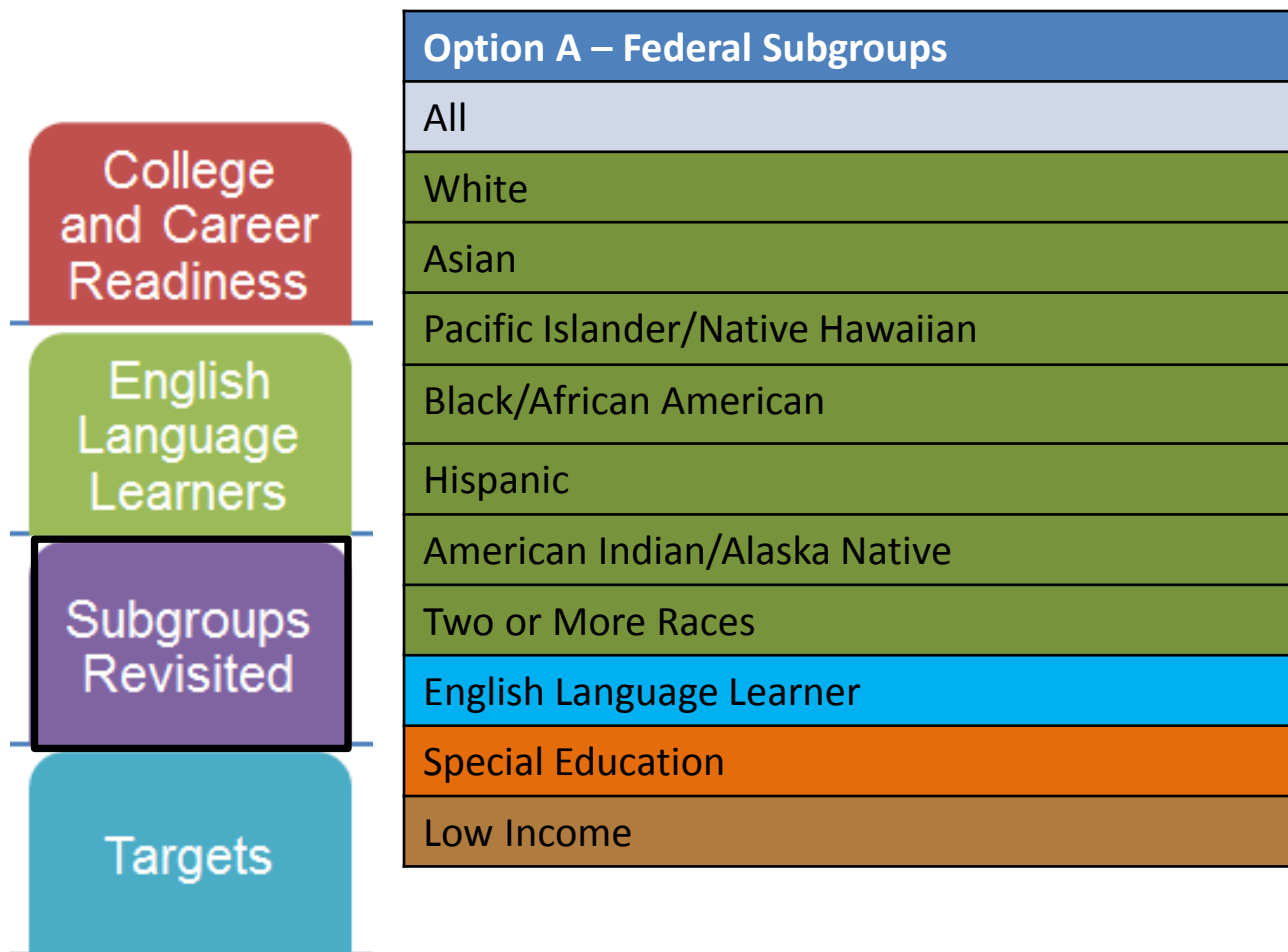 College
and Career
Readiness
English
Language
Learners
Subgroups
Revisited
Targets
Option A – Federal Subgroups
All
White
Asian
Pacific Islander/Native Hawaiian
Black/African American
Hispanic
American Indian/Alaska Native
Two or More Races
English Language Learner
Special Education
Low Income